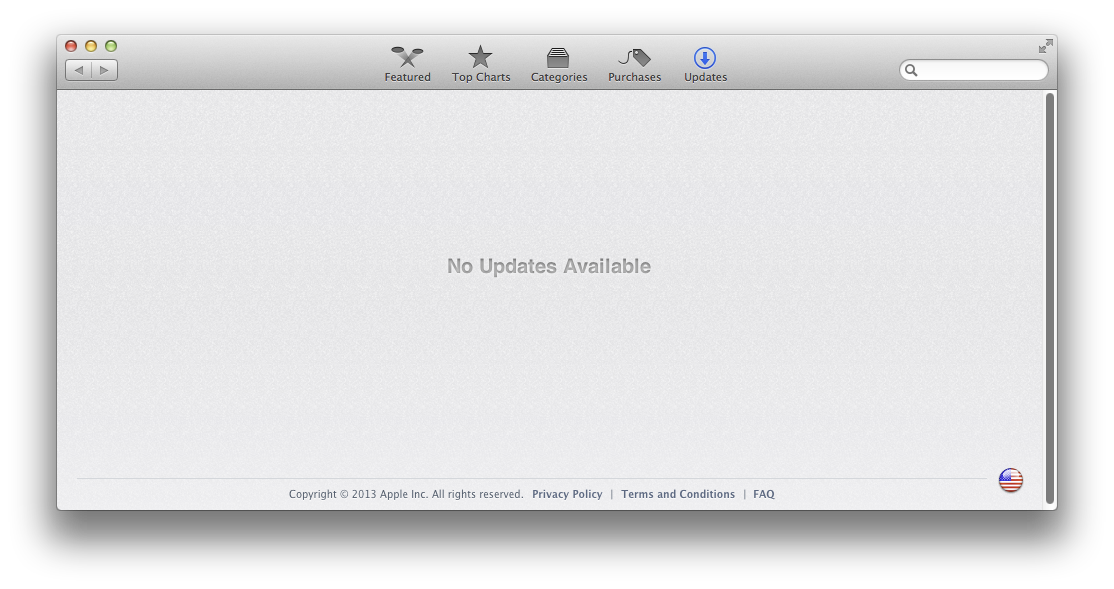 Featured
Top Charts
Categories
Purchases
Updates
No Updates Available
Copyright © 2013 Apple Inc. All rights reserved. Privacy Policy | Terms and Conditions | FAQ